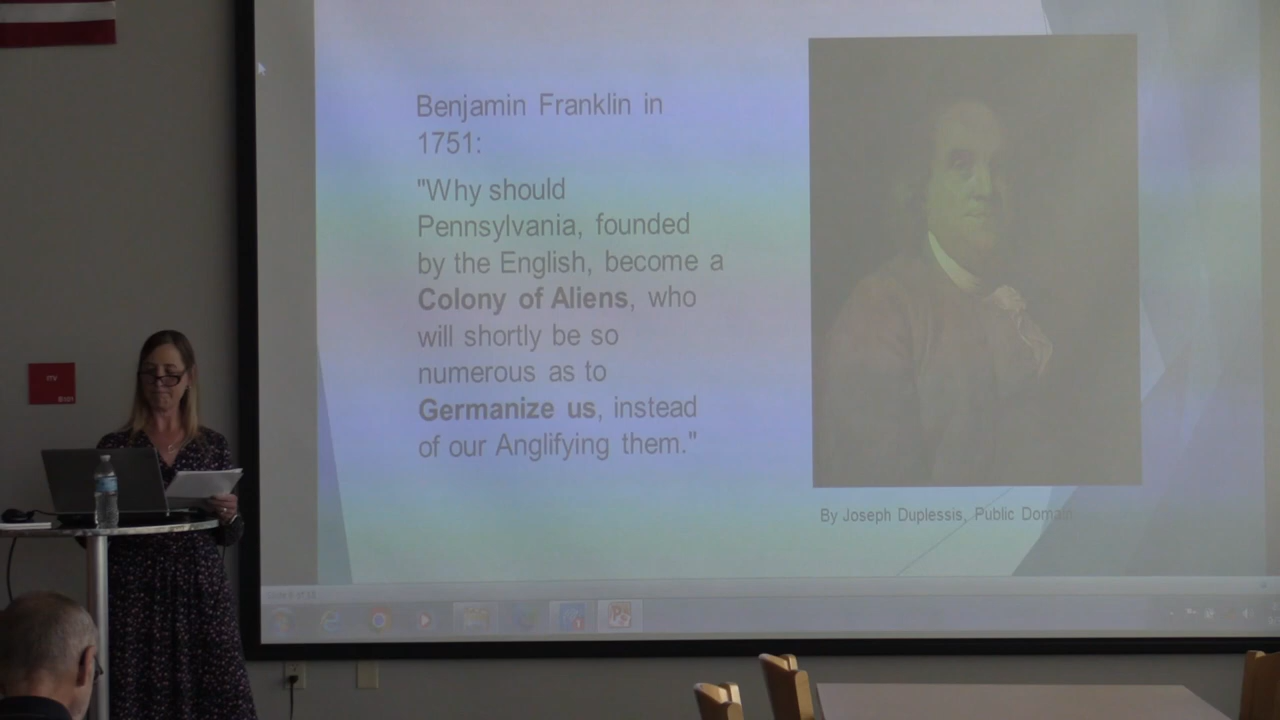 Benjamin Franklin in
1751:
"Why should
Pennsylvania, founded
by the English, become a
Colony of Aliens, who
will shortly be so
numerous as to
Germanize us, instead
of our Anglifying them."
By Joseph Duplessis, Public Domain
ITV